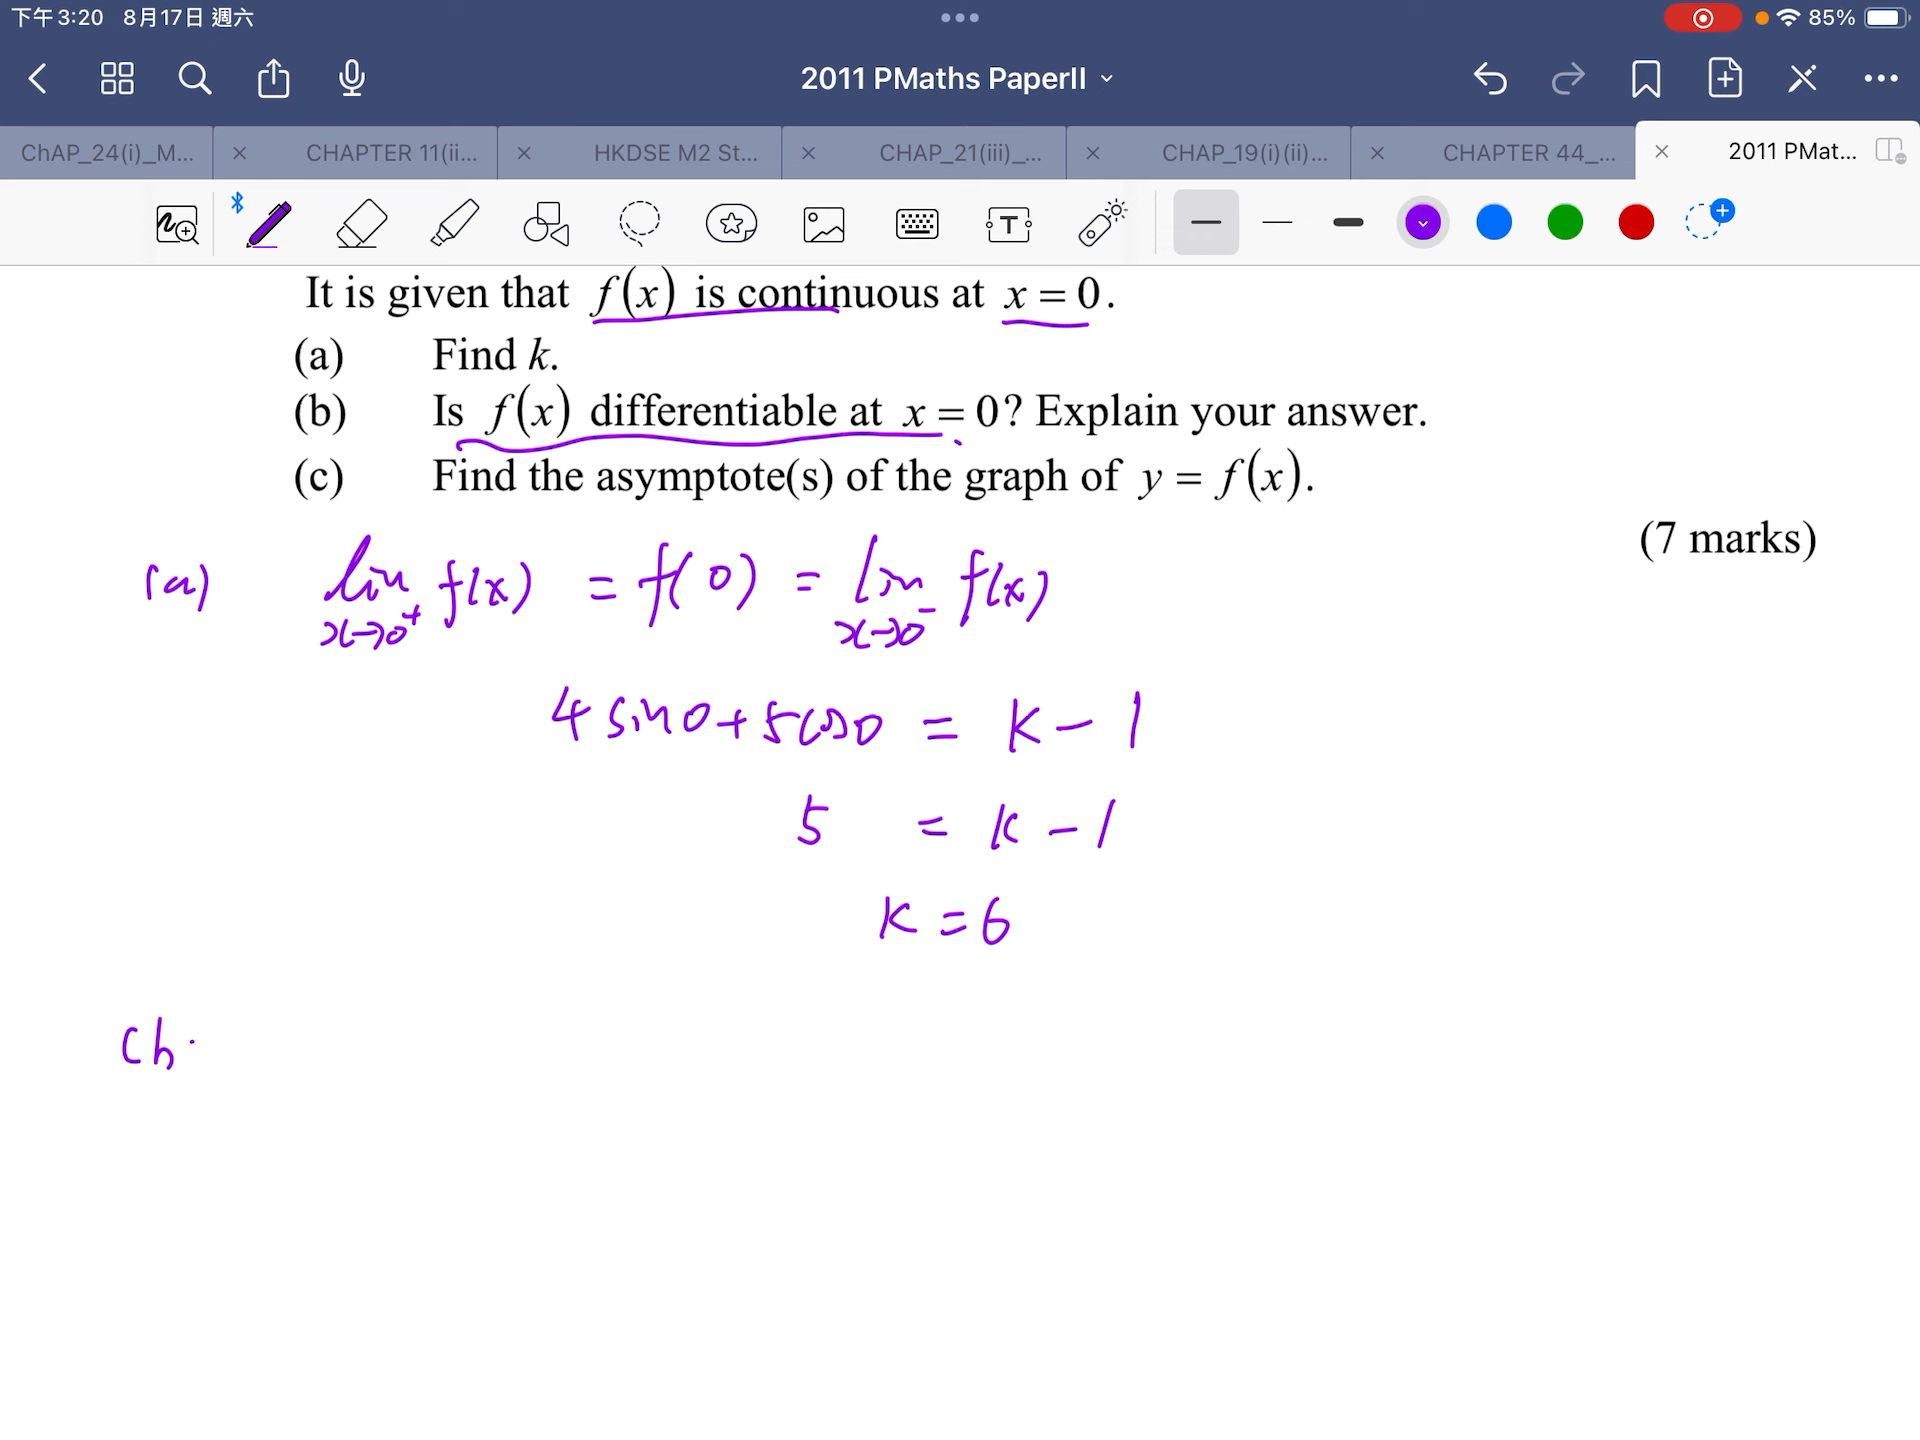 下午3:20 8月17日 週六
85%
2011 PMaths PaperII
ChAP_24(i)_M...
CHAPTER 11(ii...
HKDSE M2 St...
CHAP_21(iii)_...
CHAP_19(i)(ii)...
CHAPTER 44_...
2011 PMat...
It is given that f(x) is continuous at x = 0.
(a) Find k.
(b) Is f(x) differentiable at x = 0? Explain your answer.
(c) Find the asymptote(s) of the graph of y = f(x).
(7 marks)
(a) lim x→0⁺ f(x) = f(0) = lim x→0⁻ f(x)
4 sin 0 + 5 cos 0 = k - 1
5 = k - 1
k = 6
(b.